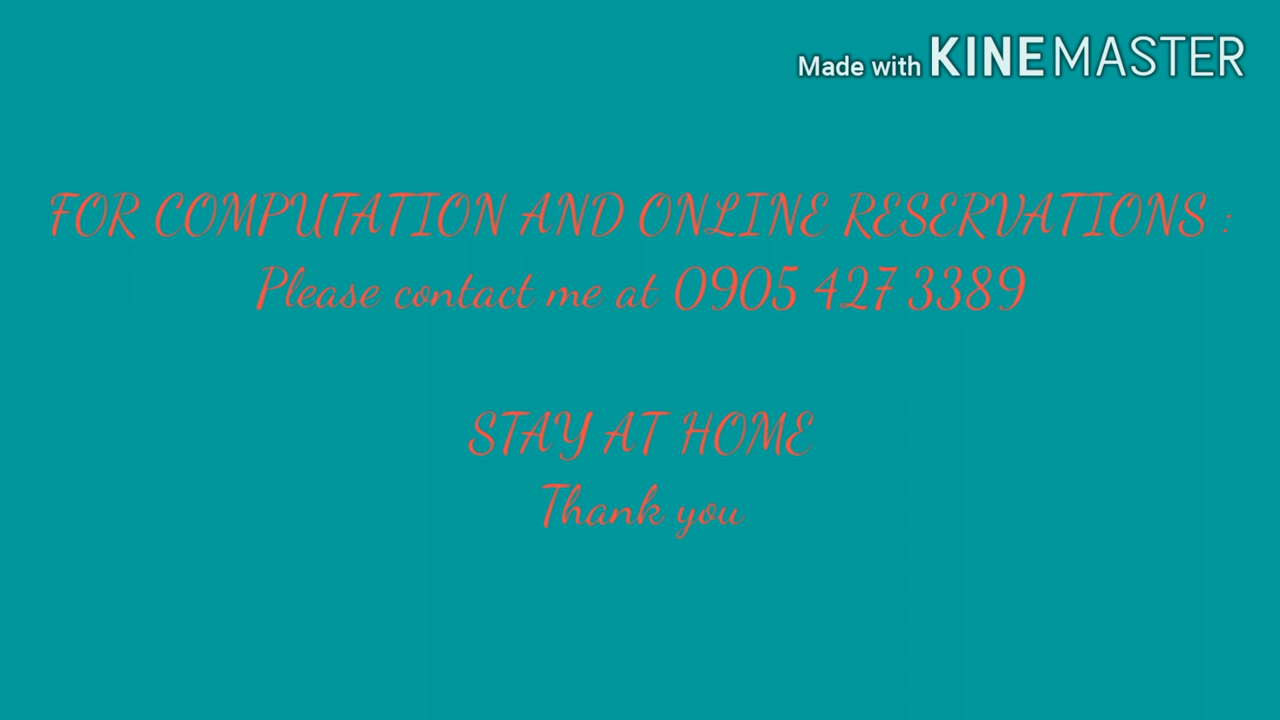 Made with KINEMASTER
FOR COMPUTATION AND ONLINE RESERVATIONS :
Please contact me at 0905 427 3389
STAY AT HOME
Thank you